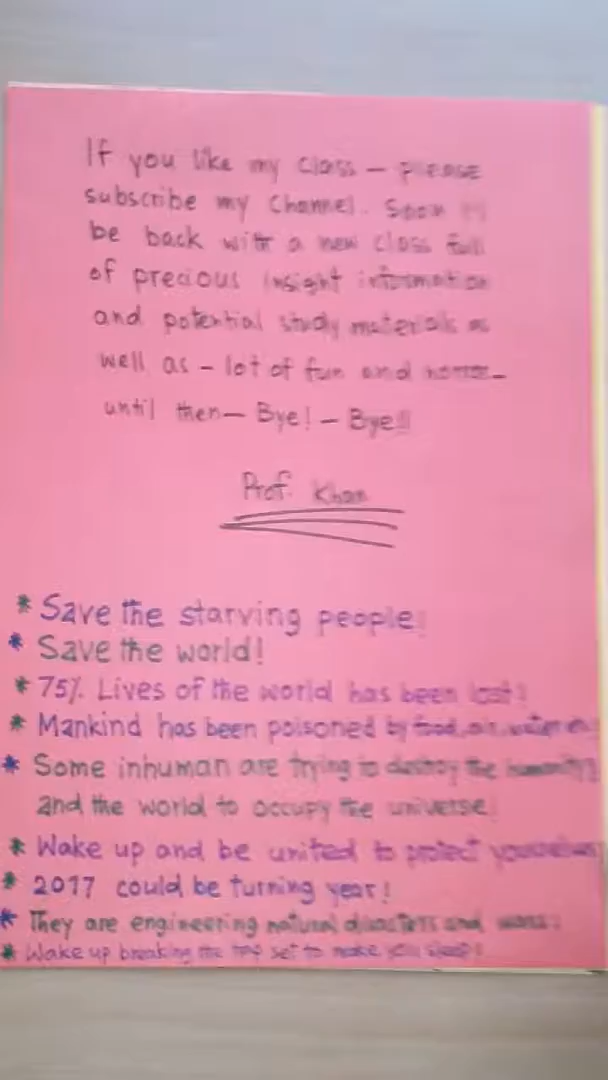 If you like my class — please
subscribe my channel. Soon
be back with a new class full
of precious insight information
and potential study materials as
well as – lot of fun and
until then— Bye! – Bye!!
Prof. Khan
* Save the starving people!
* Save the world!
* 75% Lives of the world has been lost!
* Mankind has been poisoned by food, air, water
* Some inhuman are trying to destroy the humanity
and the world to occupy the universe!
* Wake up and be united to protect
* 2017 could be turning year!
* They are engineering natural disasters and wars!
* Wake up breaking the trap set to make you sleep!